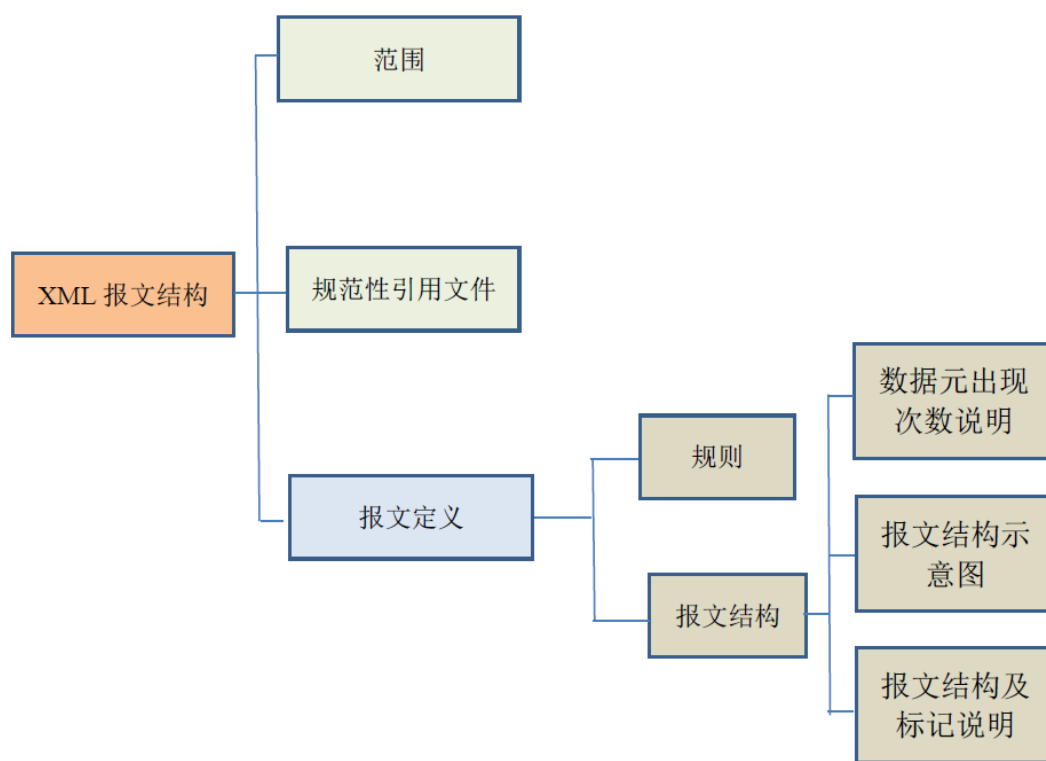 范围
XML 报文结构
规范性引用文件
报文定义
规则
报文结构
数据元出现
次数说明
报文结构示
意图
报文结构及
标记说明